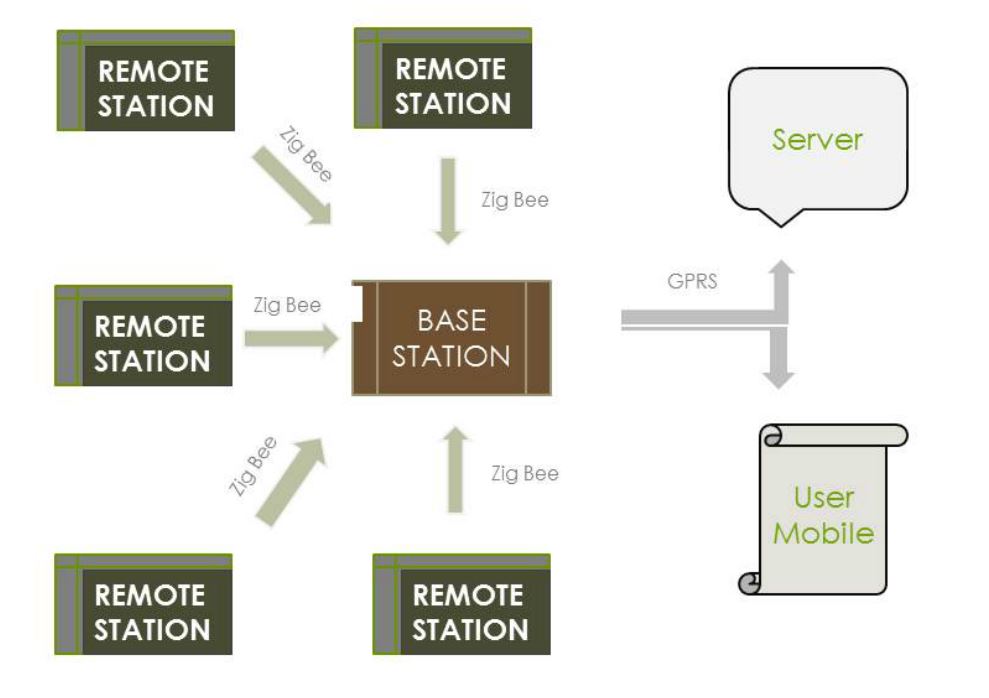 REMOTE
STATION
REMOTE
STATION
Zig Bee
Zig Bee
Server
REMOTE
STATION
Zig Bee
BASE
STATION
GPRS
Zig Bee
Zig Bee
User
Mobile
REMOTE
STATION
REMOTE
STATION